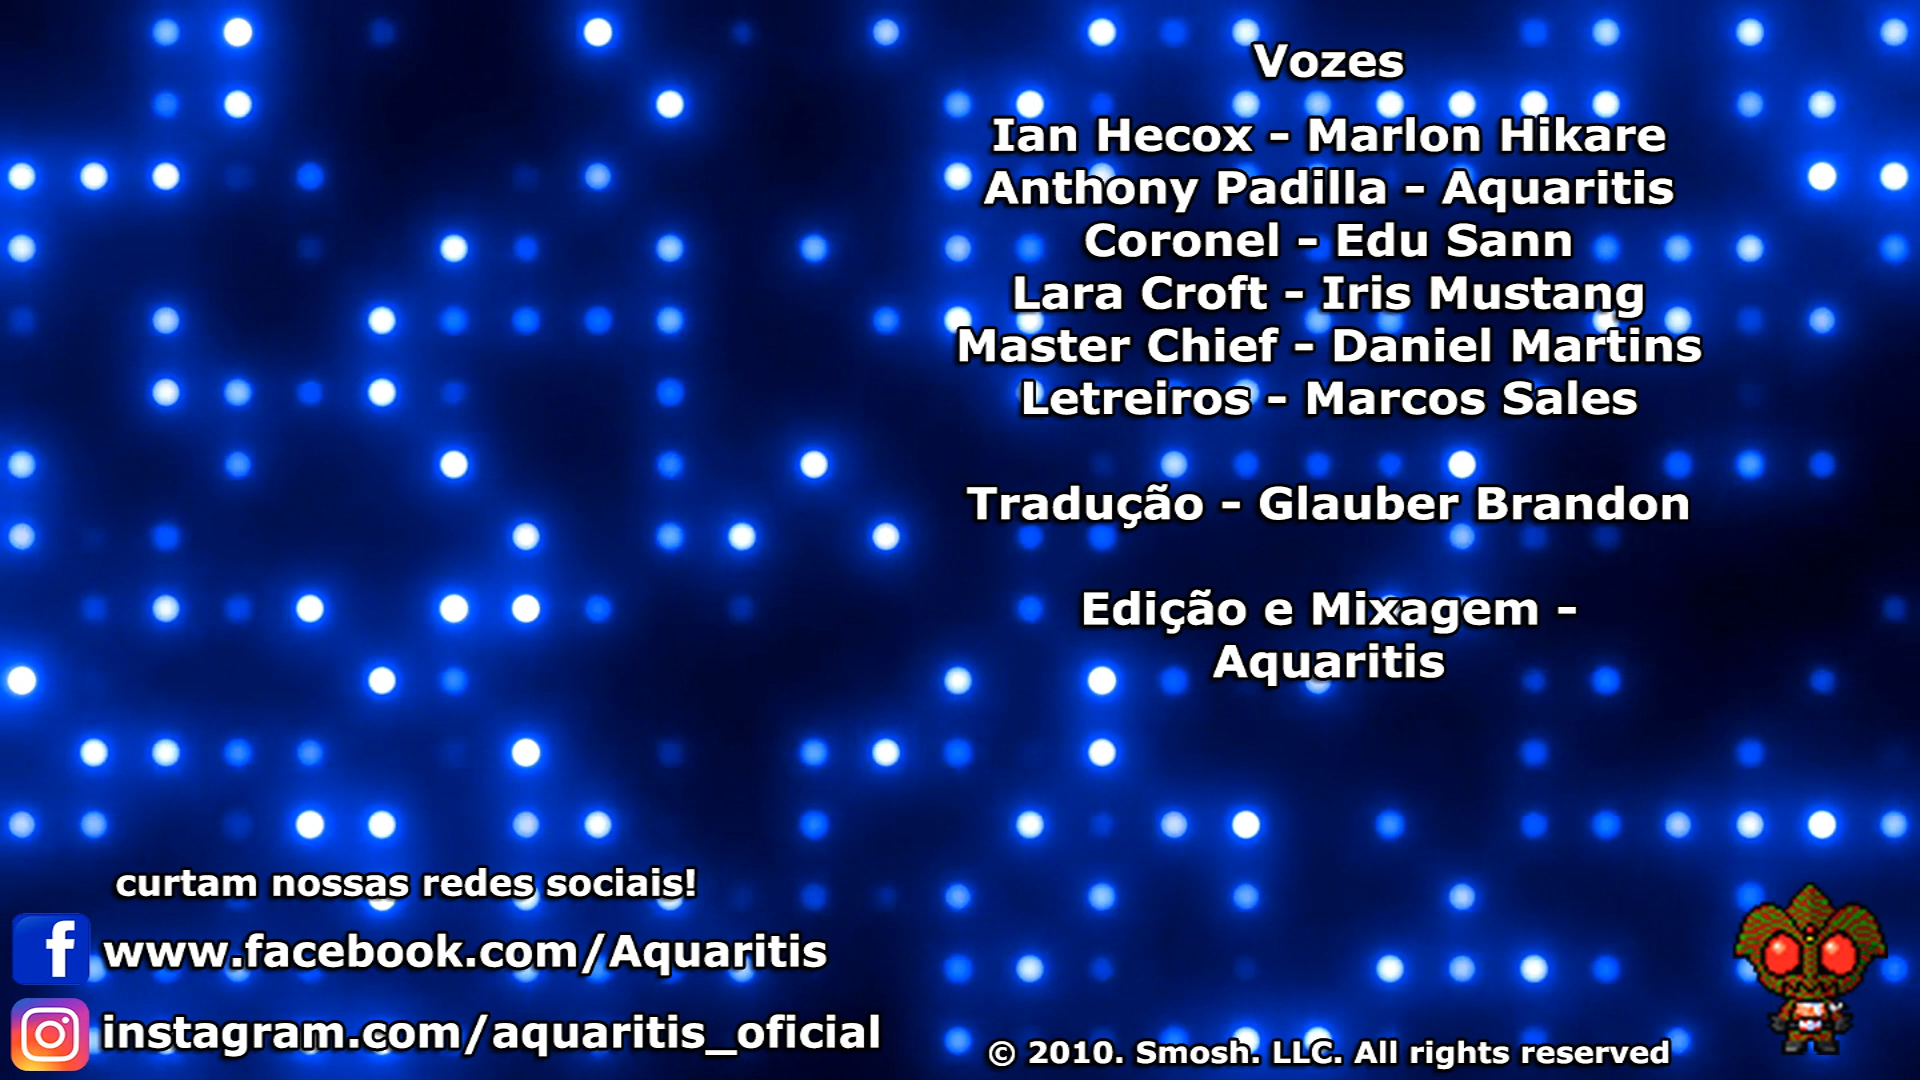 Vozes
Ian Hecox - Marlon Hikare
Anthony Padilla - Aquaritis
Coronel - Edu Sann
Lara Croft - Iris Mustang
Master Chief - Daniel Martins
Letreiros - Marcos Sales
Tradução - Glauber Brandon
Edição e Mixagem -
Aquaritis
curtam nossas redes sociais!
www.facebook.com/Aquaritis
instagram.com/aquaritis_oficial
© 2010. Smosh. LLC. All rights reserved